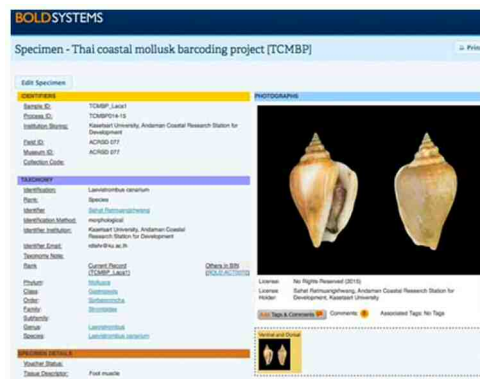 BOLDSYSTEMS
Specimen - Thai coastal mollusk barcoding project [TCMBP]
Print
Edit Specimen
IDENTIFIERS
Sample ID: TCMBP_Laca1
Process ID: TCMBP014-15
Institution Storing: Kasetsart University, Andaman Coastal Research Station for
Development
Field ID: ACRSD 077
Museum ID: ACRSD 077
Collection Code:
TAXONOMY
Identification: Laevistrombus canarium
Rank: Species
Identifier
Identification Method: morphological
Identifier Institution: Kasetsart University, Andaman Coastal
Research Station for Development
Identifier Email:
Taxonomy Note:
Rank Current Record Others in BIN
(TCMBP_Laca1)
Phylum: Mollusca
Class: Gastropoda
Order:
Family: Strombidae
Subfamily:
Genus Laevistrombus
Species: Laevistrombus canarium
SPECIMEN DETAILS
Voucher Status:
Tissue Descriptor: Foot muscle
PHOTOGRAPHS
License: No Rights Reserved (2015)
License Holder: Andaman Coastal Research Station for
Development, Kasetsart University
Add Tags & Comments Comments: Associated Tags: No Tags
Ventral and Dorsal